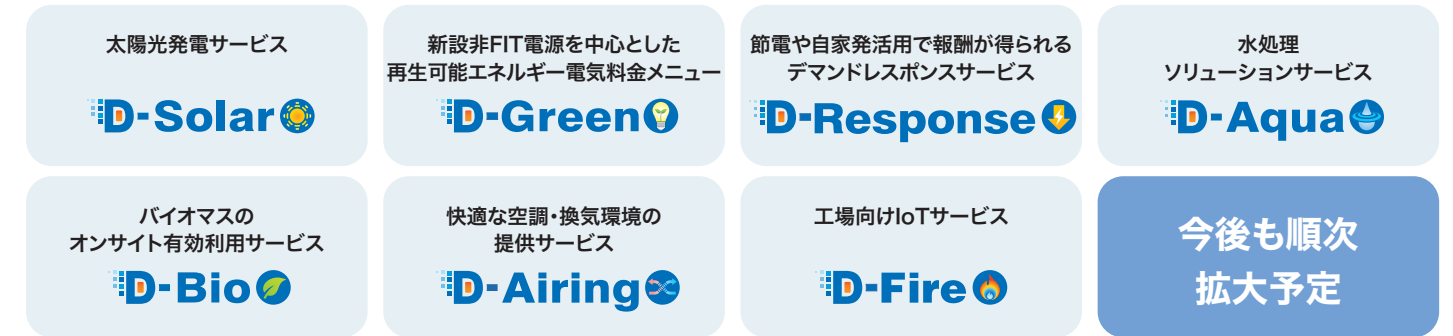 太陽光発電サービス
D-Solar
新設非FIT電源を中心とした
再生可能エネルギー電気料金メニュー
D-Green
節電や自家発活用で報酬が得られる
デマンドレスポンスサービス
D-Response
水処理
ソリューションサービス
D-Aqua
バイオマスの
オンサイト有効利用サービス
D-Bio
快適な空調・換気環境の
提供サービス
D-Airing
工場向けIoTサービス
D-Fire
今後も順次
拡大予定